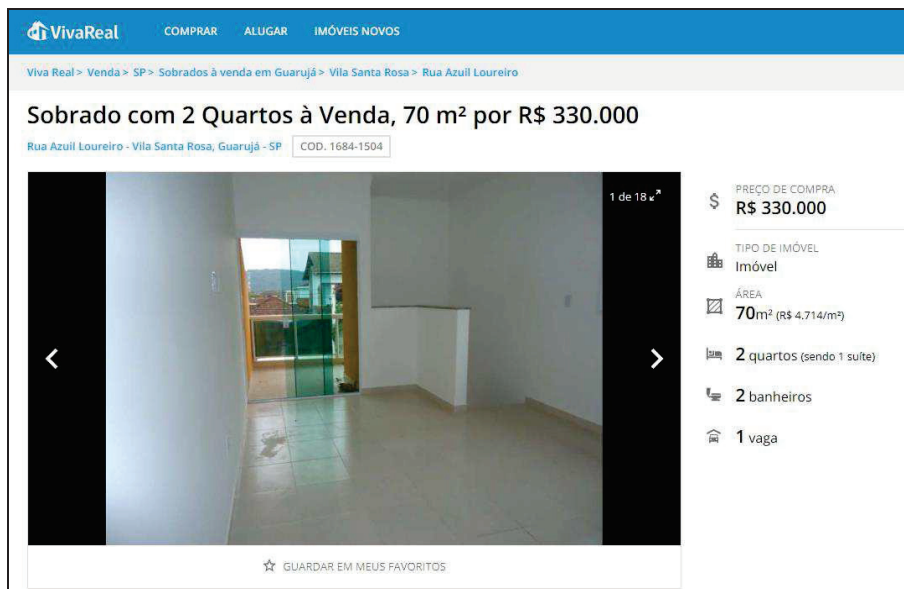 VivaReal COMPRAR ALUGAR IMÓVEIS NOVOS
Viva Real > Venda > SP > Sobrados à venda em Guarujá > Vila Santa Rosa > Rua Azuil Loureiro
Sobrado com 2 Quartos à Venda, 70 m² por R$ 330.000
Rua Azuil Loureiro - Vila Santa Rosa, Guarujá - SP COD. 1684-1504
1 de 18
PREÇO DE COMPRA
R$ 330.000
TIPO DE IMÓVEL
Imóvel
ÁREA
70m² (R$ 4.714/m²)
2 quartos (sendo 1 suíte)
2 banheiros
1 vaga
GUARDAR EM MEUS FAVORITOS